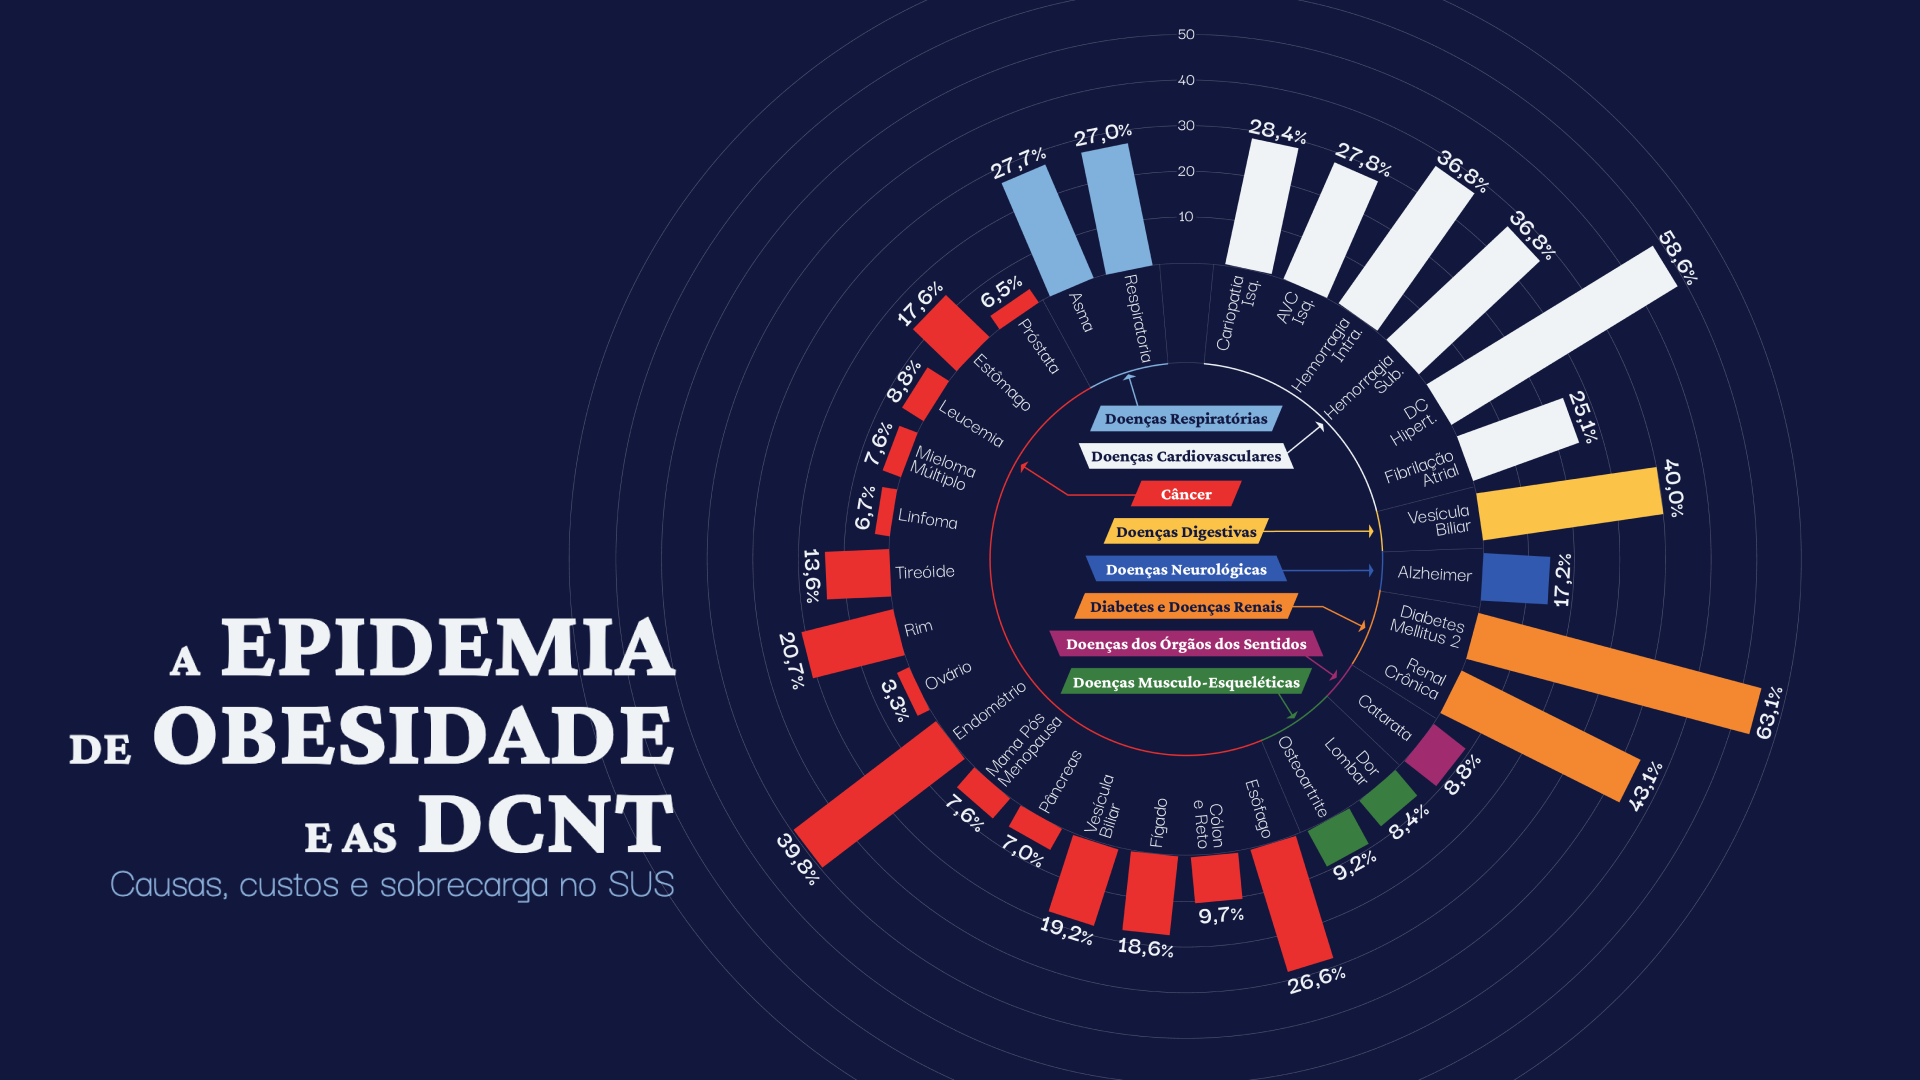 A EPIDEMIA
DE OBESIDADE
E AS DCNT
Causas, custos e sobrecarga no SUS
50
40
30
20
10
28,4%
Cariopatia
Isq.
27,8%
AVC
Isq.
36,8%
Hemorragia
Intra.
36,8%
Hemorragia
Sub.
58,6%
DC
Hipert.
25,1%
Fibrilação
Atrial
40,0%
Vesícula
Biliar
17,2%
Alzheimer
63,1%
Diabetes
Mellitus 2
43,1%
Renal
Crônica
8,8%
Catarata
8,4%
Dor
Lombar
9,2%
Osteoartrite
26,6%
Esôfago
9,7%
Cólon
e Reto
18,6%
Fígado
19,2%
Vesícula
Biliar
7,0%
Pâncreas
7,6%
Mama Pós
Menopausa
39,8%
Endométrio
3,3%
Ovário
20,7%
Rim
13,6%
Tireóide
6,7%
Linfoma
7,6%
Mieloma
Múltiplo
8,8%
Leucemia
17,6%
Estômago
6,5%
Próstata
27,7%
Asma
27,0%
Respiratoria
Doenças Respiratórias
Doenças Cardiovasculares
Câncer
Doenças Digestivas
Doenças Neurológicas
Diabetes e Doenças Renais
Doenças dos Órgãos dos Sentidos
Doenças Musculo-Esqueléticas